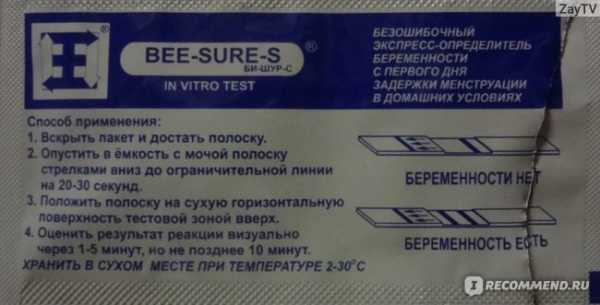 ZayTV
BEE-SURE-S ®
БИ-ШУР-С
IN VITRO TEST
БЕЗОШИБОЧНЫЙ
ЭКСПРЕСС-ОПРЕДЕЛИТЕЛЬ
БЕРЕМЕННОСТИ
С ПЕРВОГО ДНЯ
ЗАДЕРЖКИ МЕНСТРУАЦИИ
В ДОМАШНИХ УСЛОВИЯХ
Способ применения:
1. Вскрыть пакет и достать полоску.
2. Опустить в ёмкость с мочой полоску
стрелками вниз до ограничительной линии
на 20-30 секунд.
3. Положить полоску на сухую горизонтальную
поверхность тестовой зоной вверх.
4. Оценить результат реакции визуально
через 1-5 минут, но не позднее 10 минут.
ХРАНИТЬ В СУХОМ МЕСТЕ ПРИ ТЕМПЕРАТУРЕ 2-30°С
БЕРЕМЕННОСТИ НЕТ
БЕРЕМЕННОСТЬ ЕСТЬ
IRECOMMEND.RU